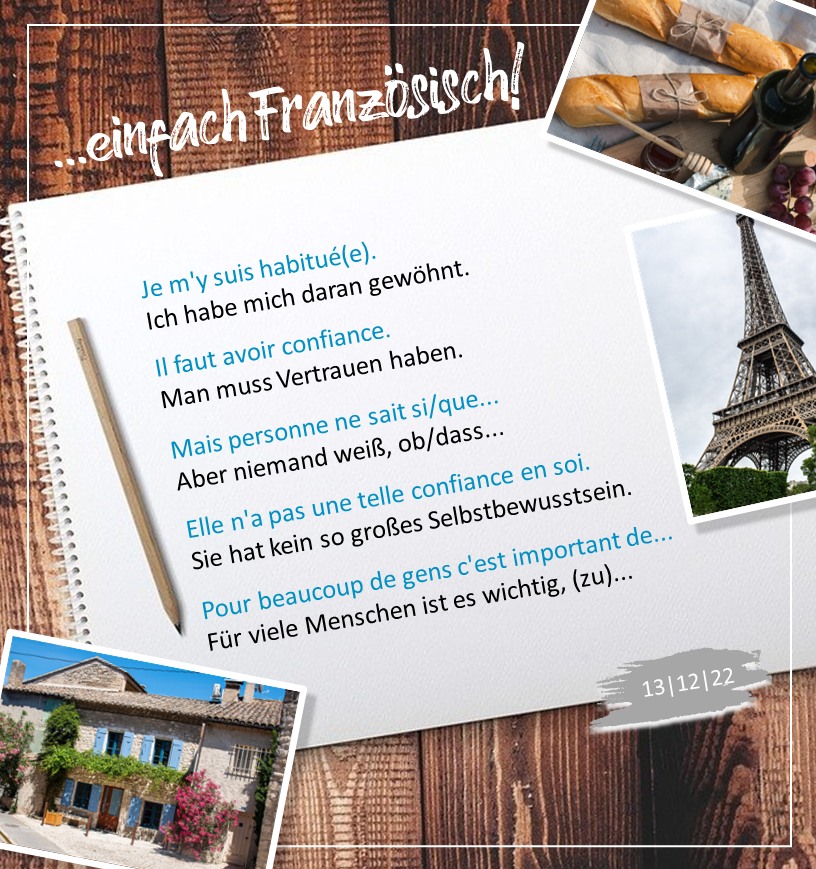 ...einfach Französisch!
Je m'y suis habitué(e).
Ich habe mich daran gewöhnt.
Il faut avoir confiance.
Man muss Vertrauen haben.
Mais personne ne sait si/que...
Aber niemand weiß, ob/dass...
Elle n'a pas une telle confiance en soi.
Sie hat kein so großes Selbstbewusstsein.
Pour beaucoup de gens c'est important de...
Für viele Menschen ist es wichtig, (zu)...
13|12|22